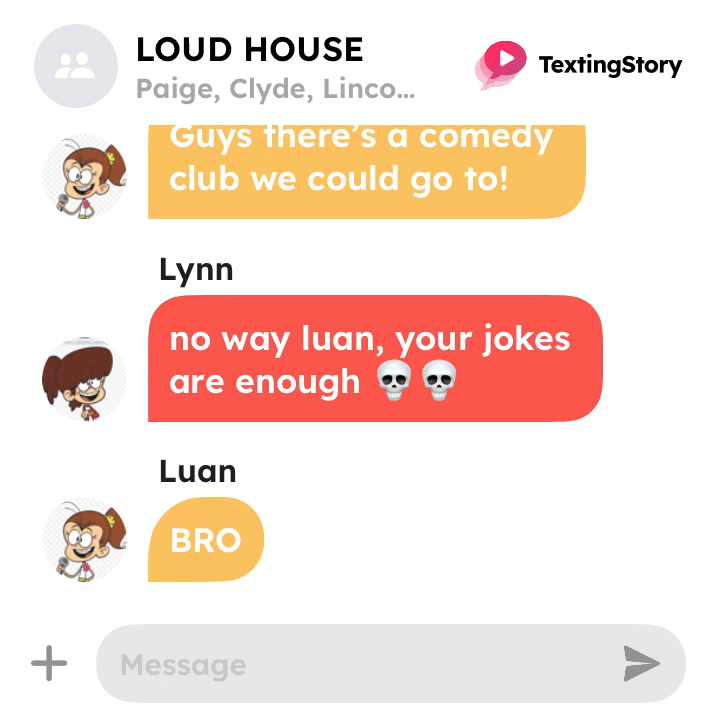 LOUD HOUSE
Paige, Clyde, Linco...
TextingStory
Guys there's a comedy
club we could go to!
Lynn
no way luan, your jokes
are enough 💀💀
Luan
BRO
Message